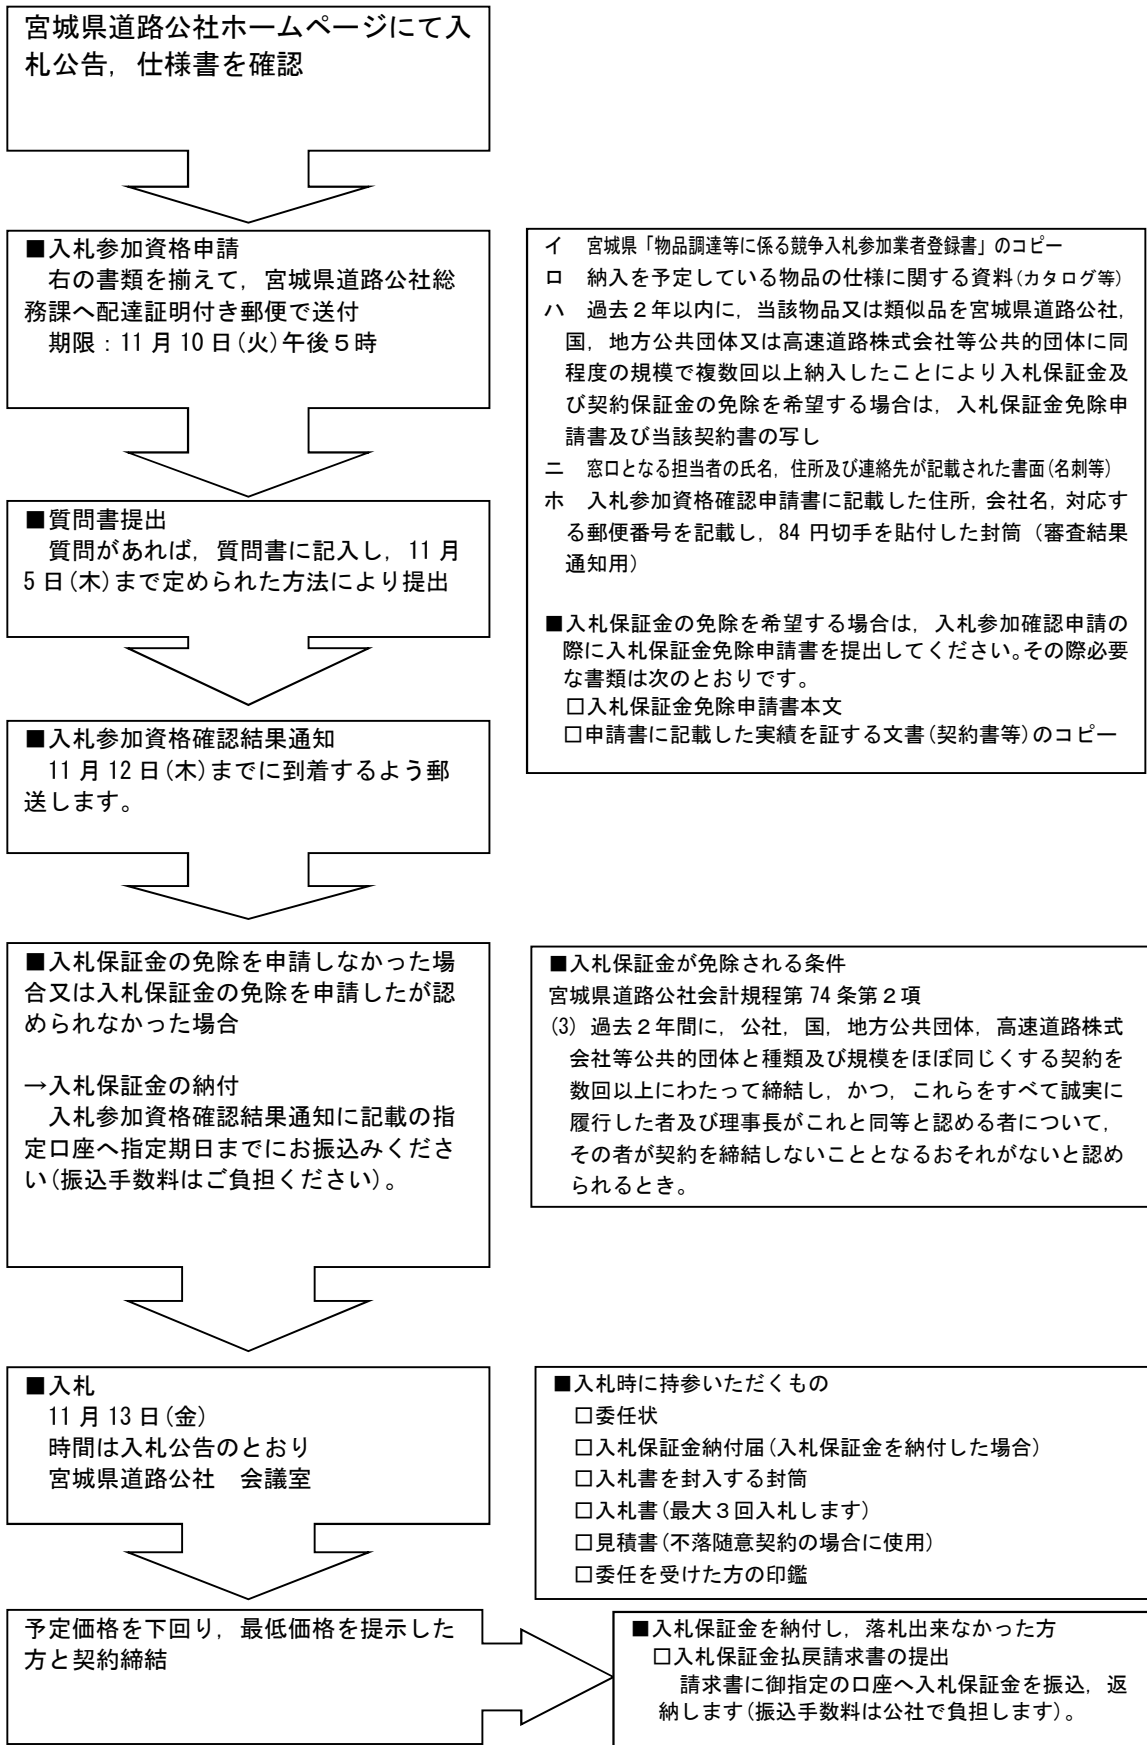 宮城県道路公社ホームページにて入
札公告，仕様書を確認
■入札参加資格申請
右の書類を揃えて，宮城県道路公社総
務課へ配達証明付き郵便で送付
期限：11月10日(火)午後５時
イ　宮城県「物品調達等に係る競争入札参加業者登録書」のコピー
ロ　納入を予定している物品の仕様に関する資料(カタログ等)
ハ　過去２年以内に，当該物品又は類似品を宮城県道路公社，
国，地方公共団体又は高速道路株式会社等公共的団体に同
程度の規模で複数回以上納入したことにより入札保証金及
び契約保証金の免除を希望する場合は，入札保証金免除申
請書及び当該契約書の写し
ニ　窓口となる担当者の氏名，住所及び連絡先が記載された書面(名刺等)
ホ　入札参加資格確認申請書に記載した住所，会社名，対応す
る郵便番号を記載し，84円切手を貼付した封筒（審査結果
通知用）
■入札保証金の免除を希望する場合は，入札参加確認申請の
際に入札保証金免除申請書を提出してください。その際必要
な書類は次のとおりです。
□入札保証金免除申請書本文
□申請書に記載した実績を証する文書(契約書等)のコピー
■質問書提出
質問があれば，質問書に記入し，11月
5日(木)まで定められた方法により提出
■入札参加資格確認結果通知
11月12日(木)までに到着するよう郵
送します。
■入札保証金の免除を申請しなかった場
合又は入札保証金の免除を申請したが認
められなかった場合
→入札保証金の納付
入札参加資格確認結果通知に記載の指
定口座へ指定期日までにお振込みくださ
い(振込手数料はご負担ください)。
■入札保証金が免除される条件
宮城県道路公社会計規程第74条第２項
(3) 過去２年間に，公社，国，地方公共団体，高速道路株式
会社等公共的団体と種類及び規模をほぼ同じくする契約を
数回以上にわたって締結し，かつ，これらをすべて誠実に
履行した者及び理事長がこれと同等と認める者について，
その者が契約を締結しないこととなるおそれがないと認め
られるとき。
■入札
11月13日(金)
時間は入札公告のとおり
宮城県道路公社　会議室
■入札時に持参いただくもの
□委任状
□入札保証金納付届(入札保証金を納付した場合)
□入札書を封入する封筒
□入札書(最大３回入札します)
□見積書(不落随意契約の場合に使用)
□委任を受けた方の印鑑
予定価格を下回り，最低価格を提示した
方と契約締結
■入札保証金を納付し，落札出来なかった方
□入札保証金払戻請求書の提出
請求書に御指定の口座へ入札保証金を振込，返
納します(振込手数料は公社で負担します)。